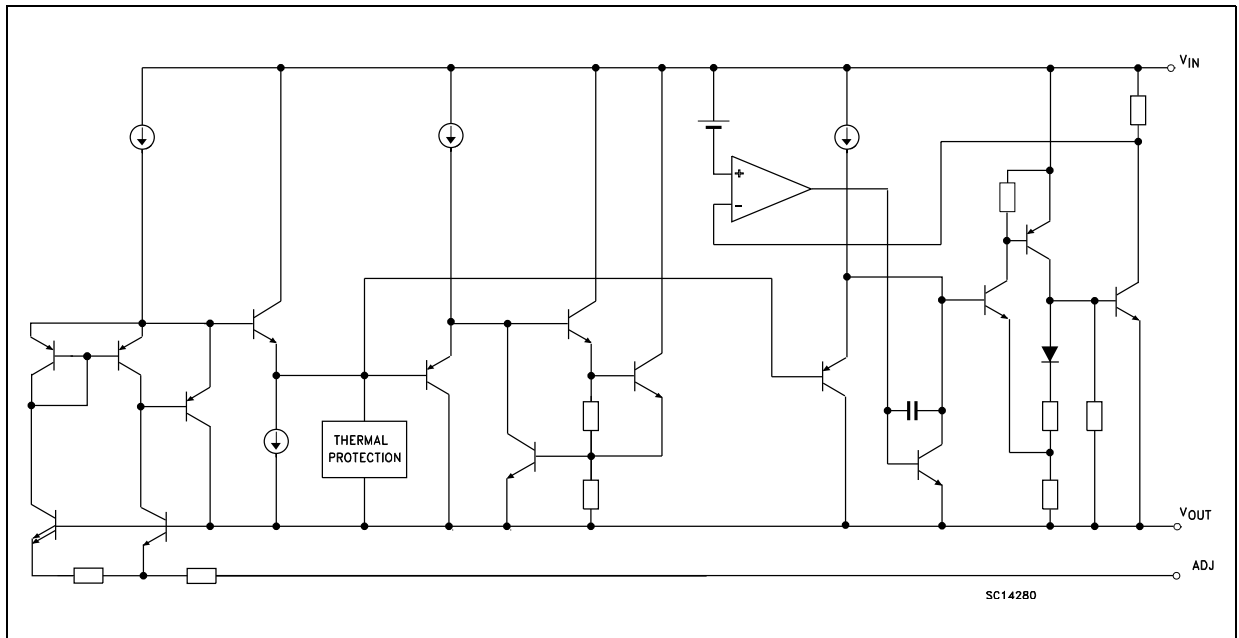 VIN
+
-
THERMAL
PROTECTION
VOUT
ADJ
SC14280